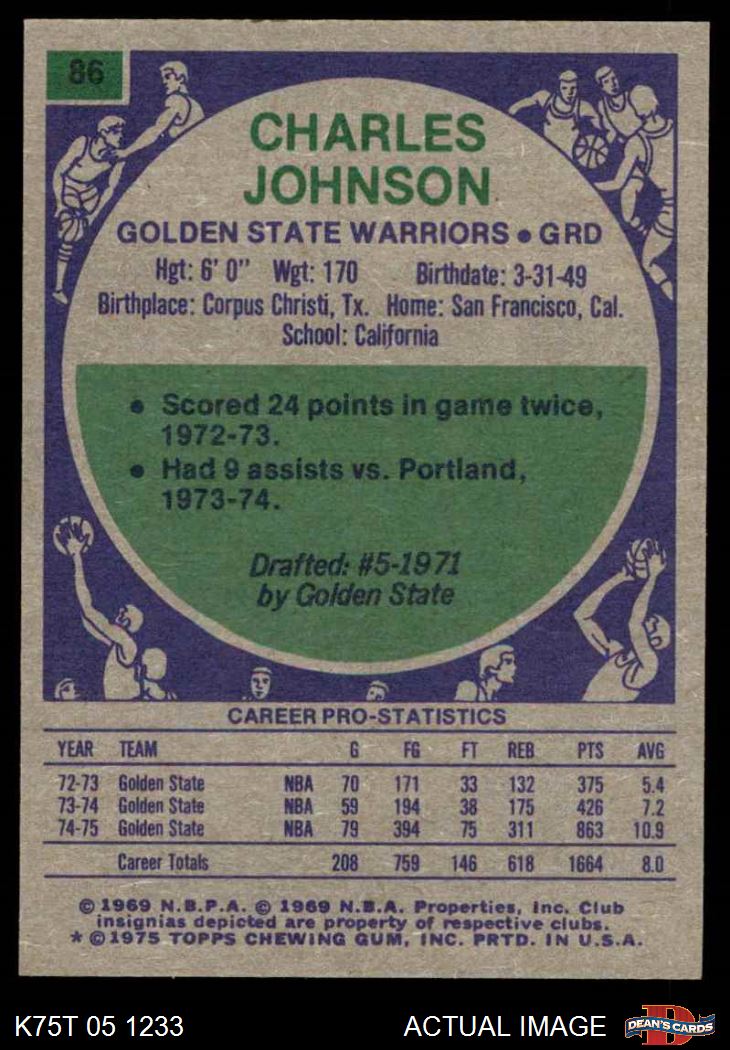 86
CHARLES
JOHNSON
GOLDEN STATE WARRIORS • GRD
Hgt: 6' 0" Wgt: 170 Birthdate: 3-31-49
Birthplace: Corpus Christi, Tx. Home: San Francisco, Cal.
School: California
• Scored 24 points in game twice,
1972-73.
• Had 9 assists vs. Portland,
1973-74.
Drafted: #5-1971
by Golden State
CAREER PRO-STATISTICS
YEAR TEAM G FG FT REB PTS AVG
72-73 Golden State NBA 70 171 33 132 375 5.4
73-74 Golden State NBA 59 194 38 175 426 7.2
74-75 Golden State NBA 79 394 75 311 863 10.9
Career Totals 208 759 146 618 1664 8.0
© 1969 N.B.P.A. © 1969 N.B.A. Properties, Inc. Club
insignias depicted are property of respective clubs.
* © 1975 TOPPS CHEWING GUM, INC. PRTD. IN U.S.A.
K75T 05 1233 ACTUAL IMAGE
D
DEAN'S CARDS